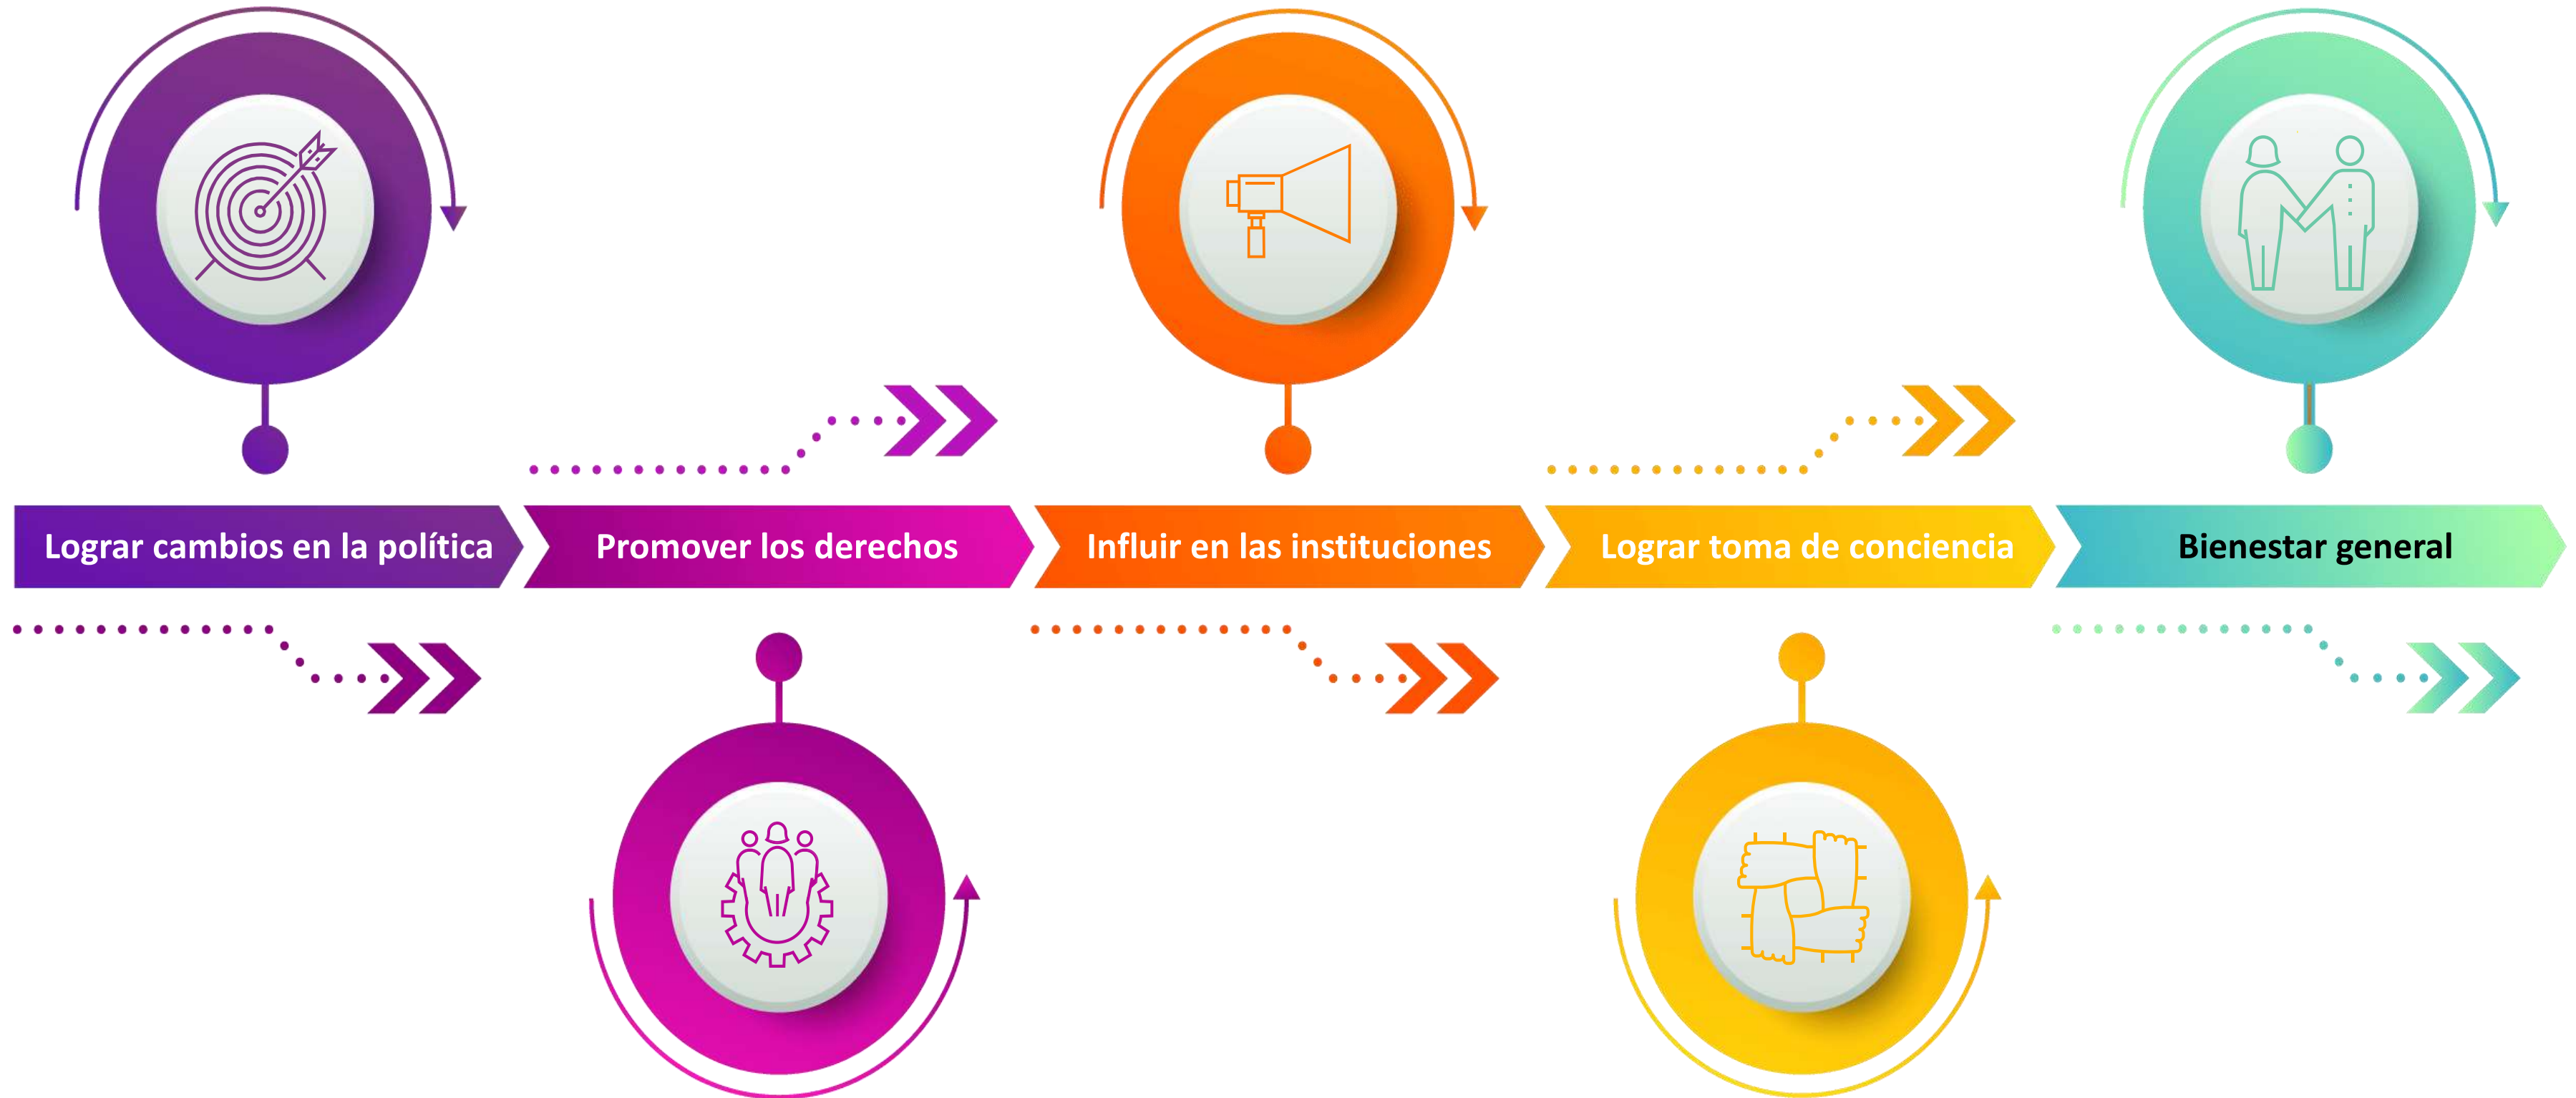 Lograr cambios en la política
Promover los derechos
Influir en las instituciones
Lograr toma de conciencia
Bienestar general